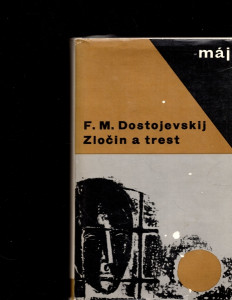 máj
F. M. Dostojevskij
Zločin a trest